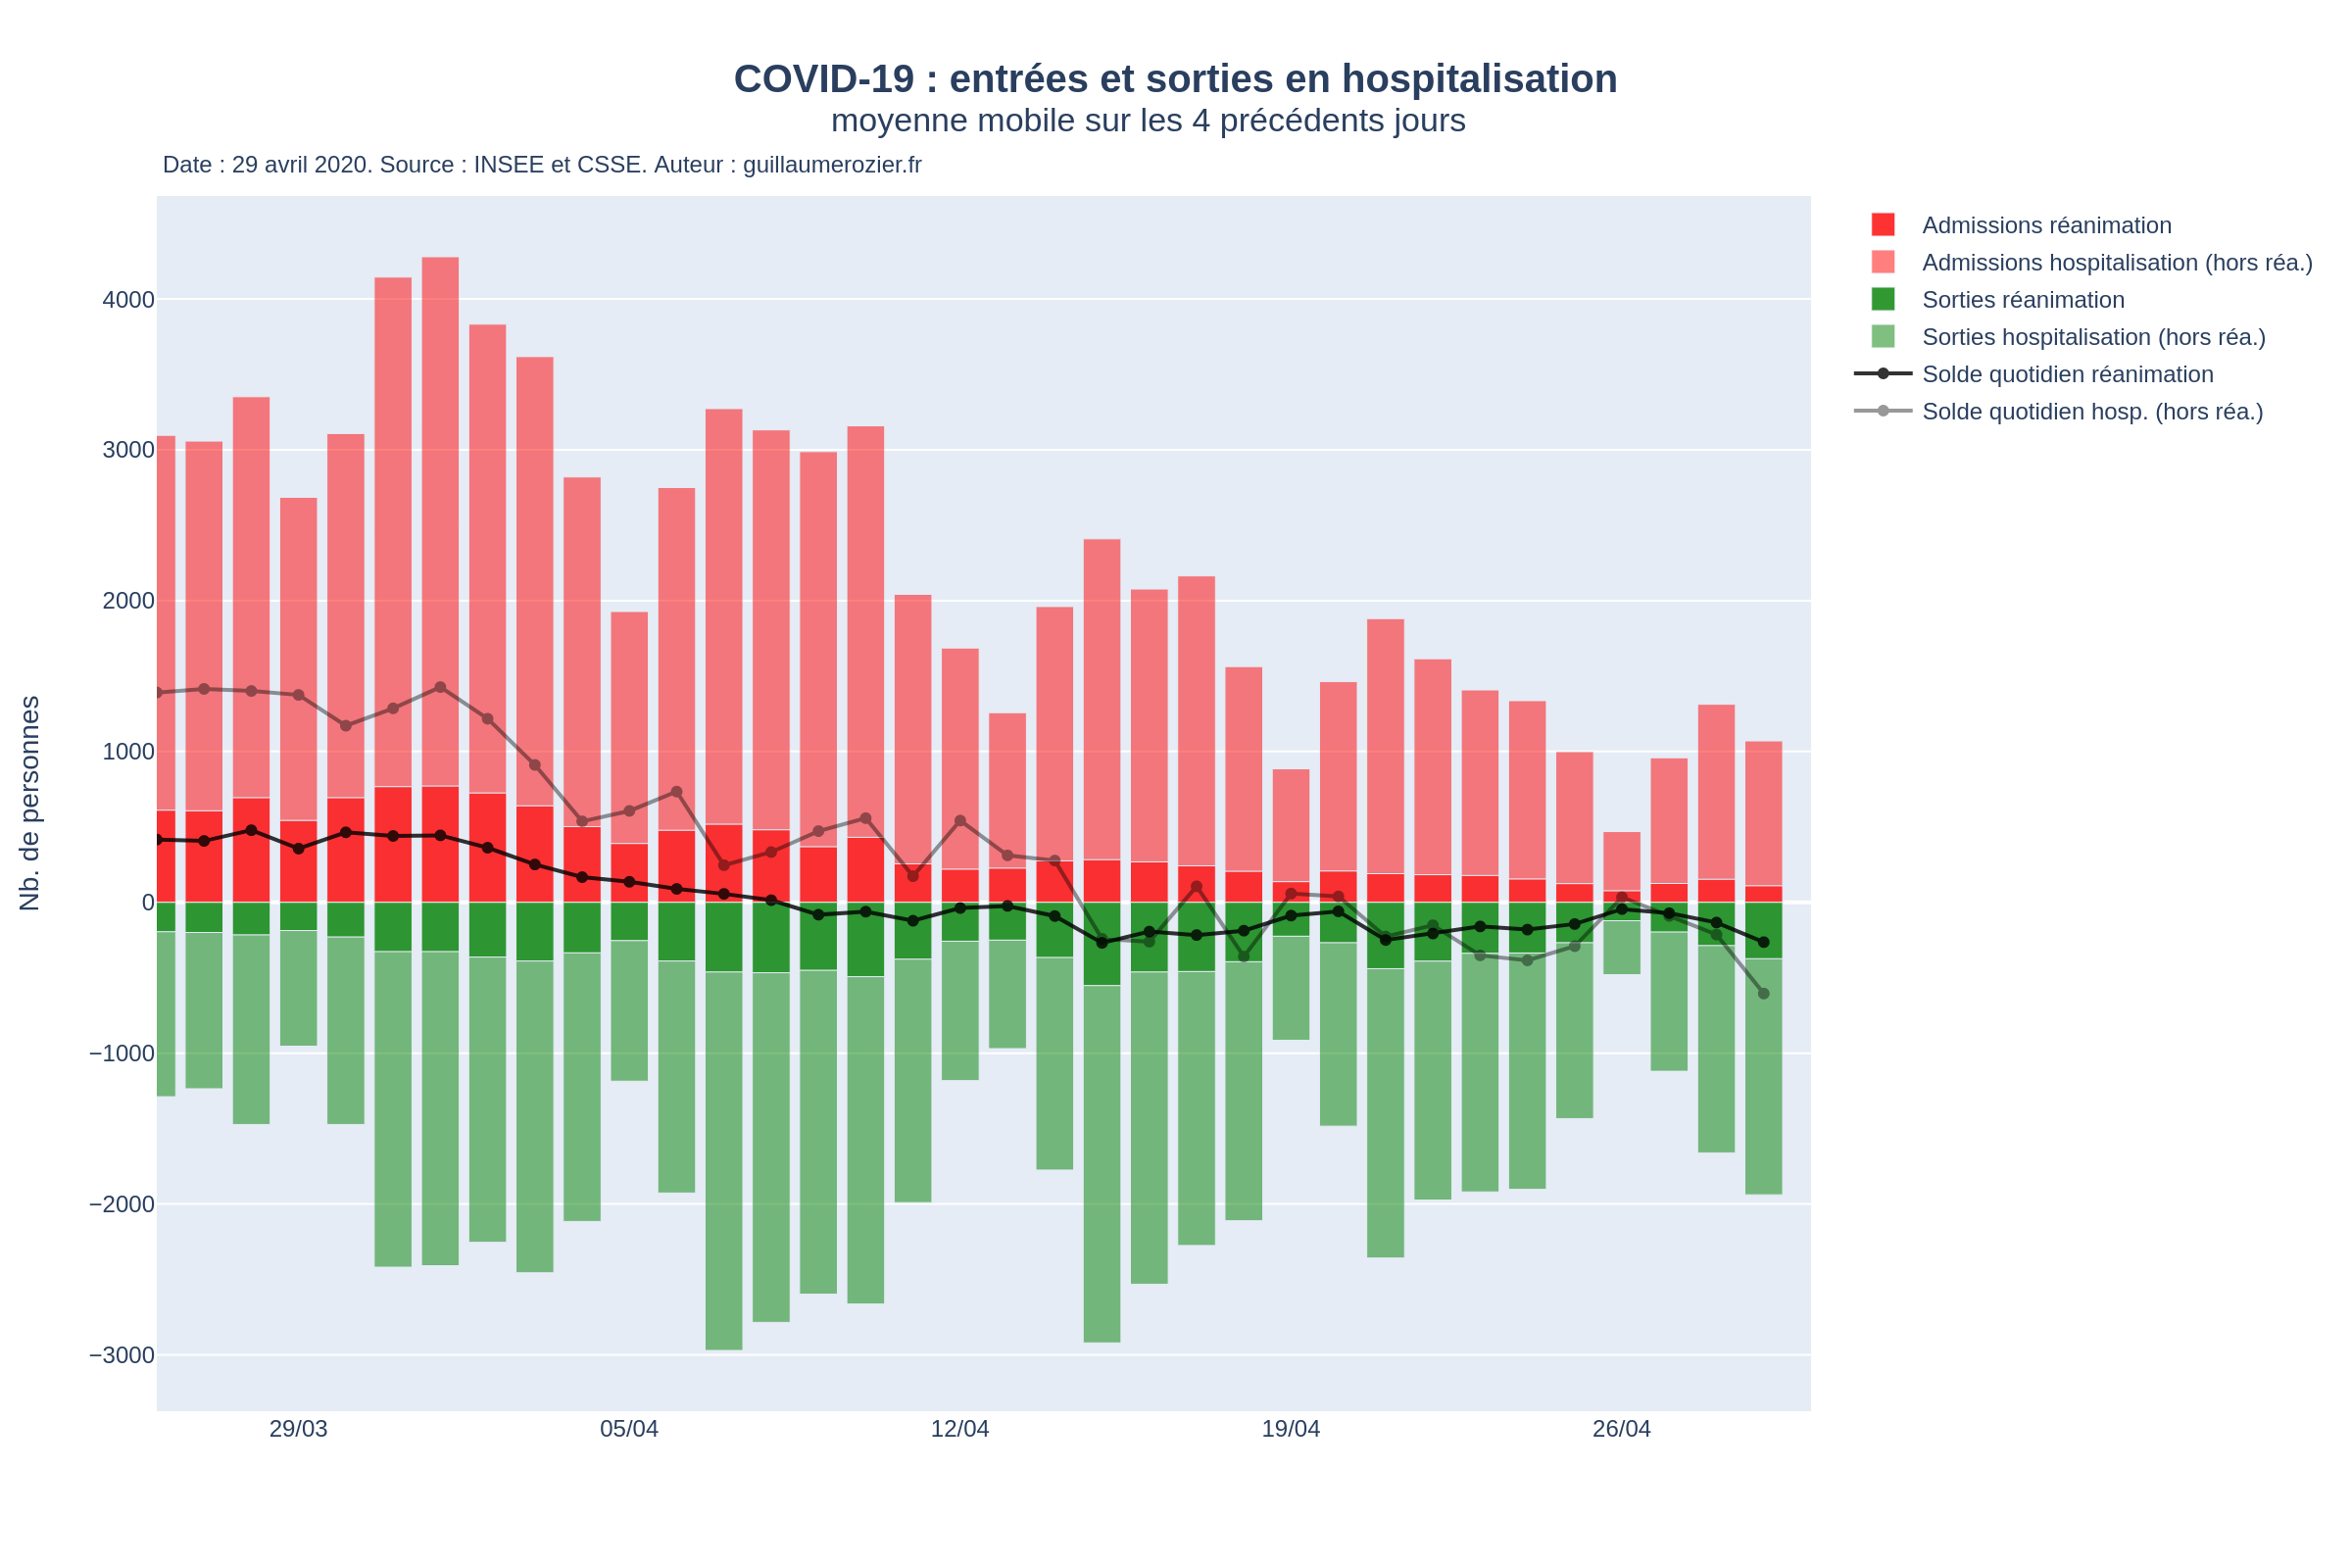 COVID-19 : entrées et sorties en hospitalisation
moyenne mobile sur les 4 précédents jours
Date : 29 avril 2020. Source : INSEE et CSSE. Auteur : guillaumerozier.fr
Admissions réanimation
Admissions hospitalisation (hors réa.)
Sorties réanimation
Sorties hospitalisation (hors réa.)
Solde quotidien réanimation
Solde quotidien hosp. (hors réa.)
Nb. de personnes
4000
3000
2000
1000
0
−1000
−2000
−3000
29/03
05/04
12/04
19/04
26/04